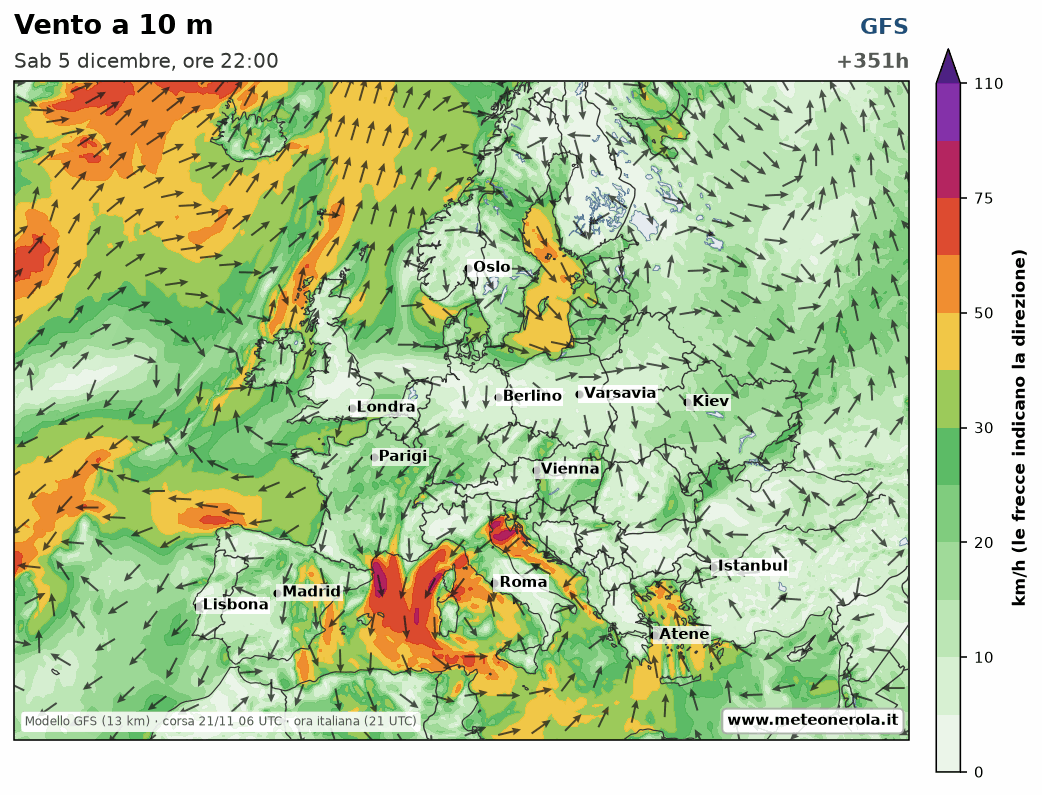 Vento a 10 m
GFS
Sab 5 dicembre, ore 22:00
+351h
110
75
50
30
20
10
0
km/h (le frecce indicano la direzione)
Oslo
Berlino
Varsavia
Kiev
Londra
Parigi
Vienna
Istanbul
Roma
Madrid
Lisbona
Atene
Modello GFS (13 km) · corsa 21/11 06 UTC · ora italiana (21 UTC)
www.meteonerola.it